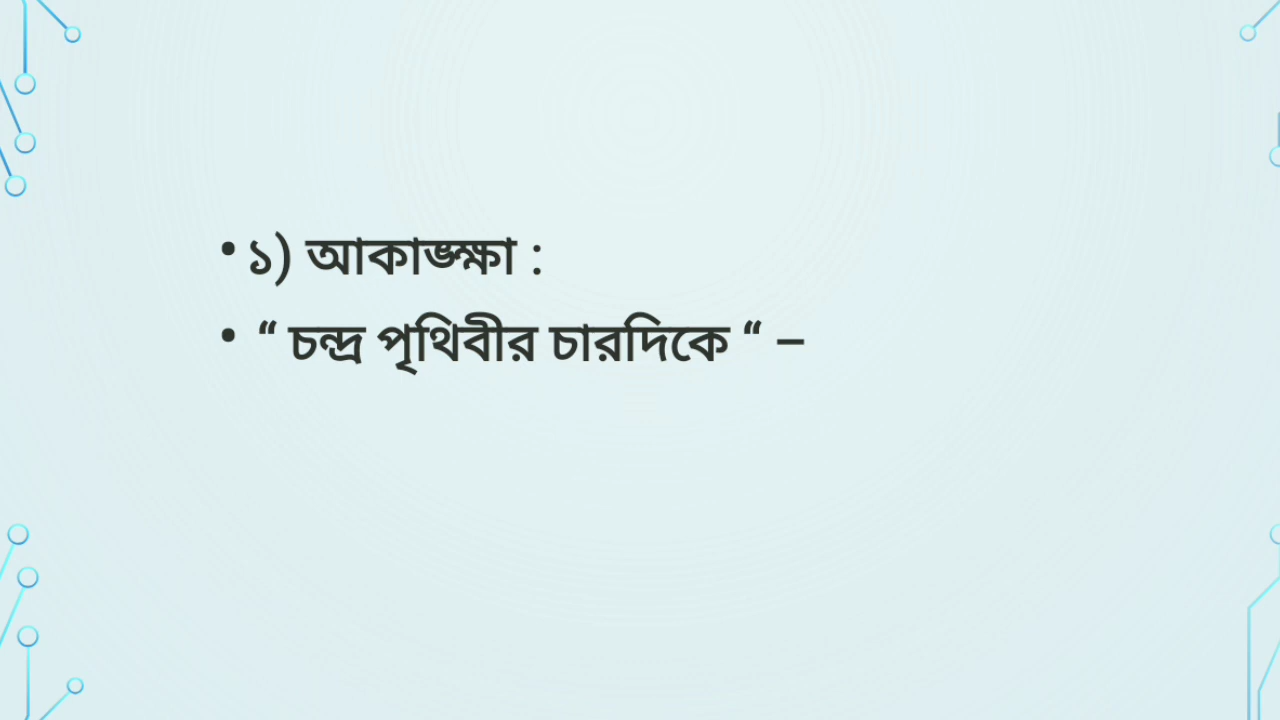 • ১) আকাঙ্ক্ষা :
• “ চন্দ্র পৃথিবীর চারদিকে “ –